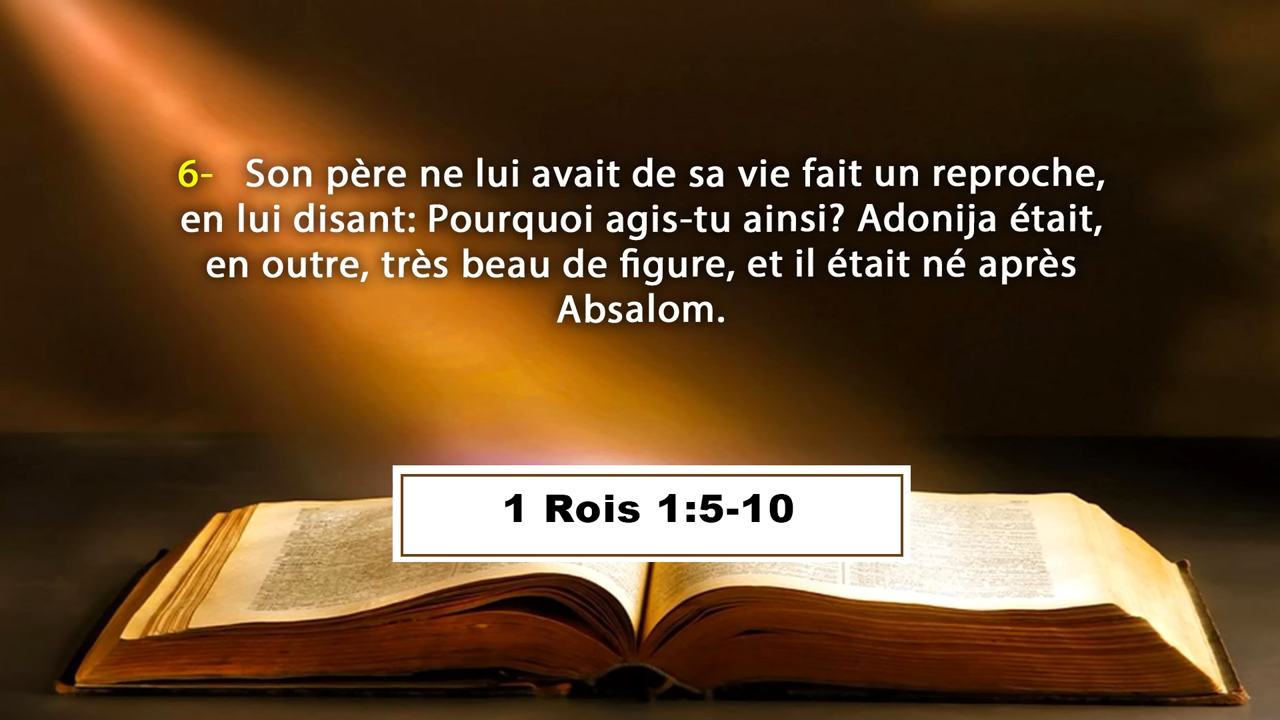 6- Son père ne lui avait de sa vie fait un reproche,
en lui disant: Pourquoi agis-tu ainsi? Adonija était,
en outre, très beau de figure, et il était né après
Absalom.
1 Rois 1:5-10